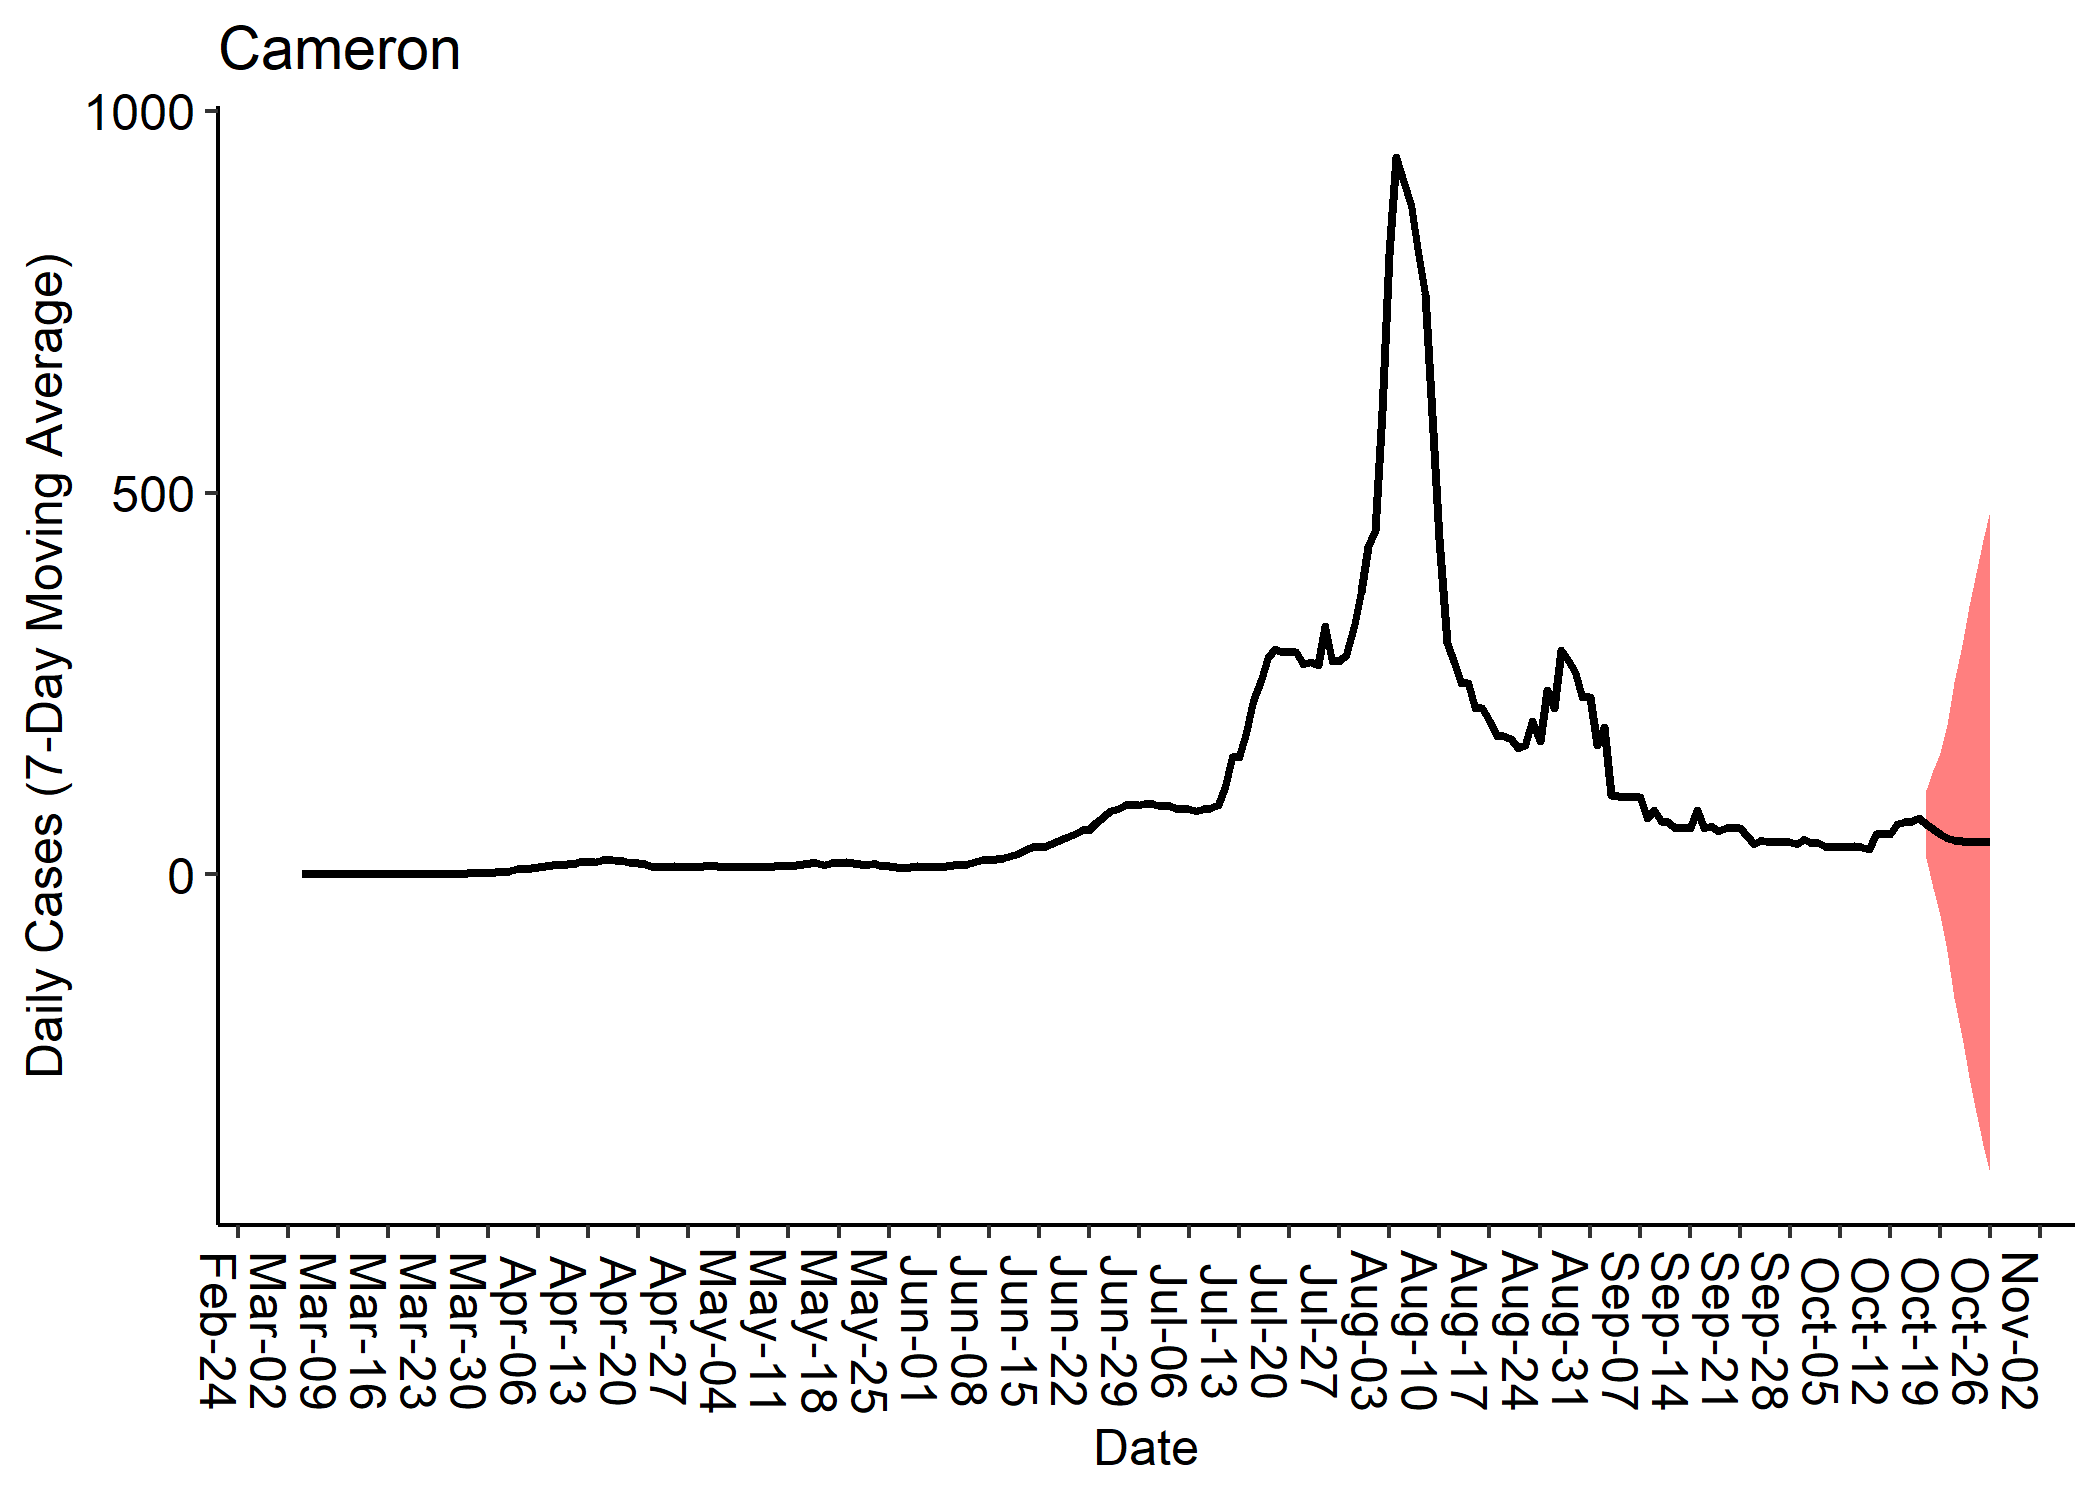 Cameron
Daily Cases (7-Day Moving Average)
1000
500
0
Feb-24
Mar-02
Mar-09
Mar-16
Mar-23
Mar-30
Apr-06
Apr-13
Apr-20
Apr-27
May-04
May-11
May-18
May-25
Jun-01
Jun-08
Jun-15
Jun-22
Jun-29
Jul-06
Jul-13
Jul-20
Jul-27
Aug-03
Aug-10
Aug-17
Aug-24
Aug-31
Sep-07
Sep-14
Sep-21
Sep-28
Oct-05
Oct-12
Oct-19
Oct-26
Nov-02
Date